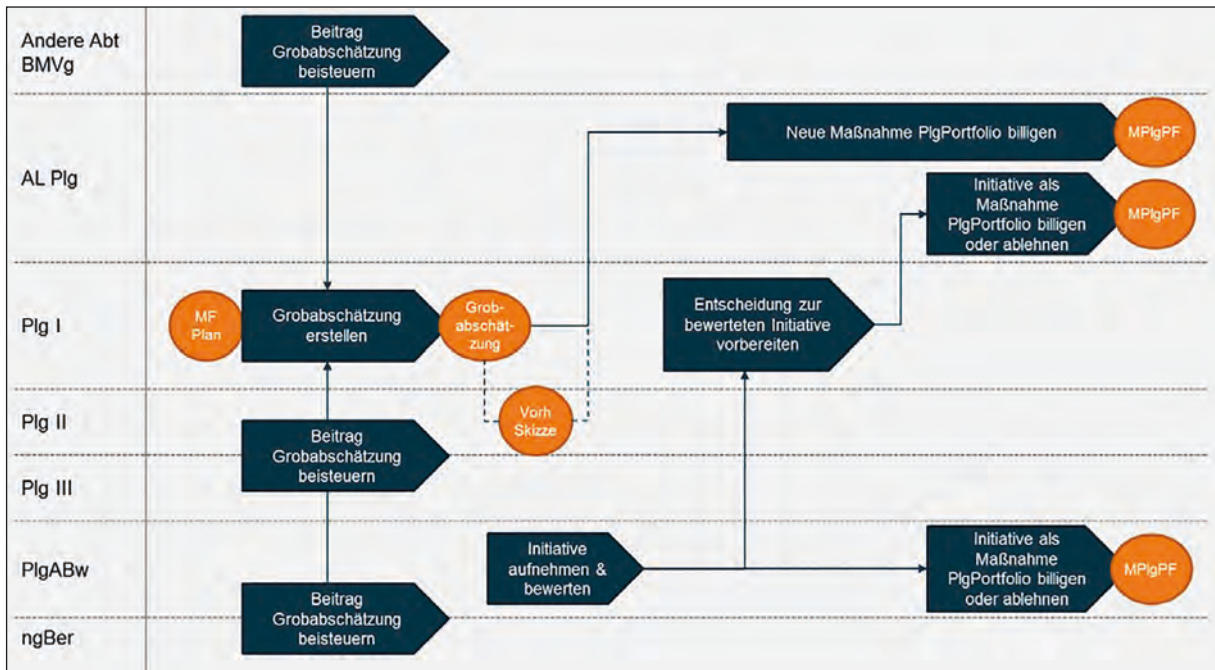 Andere Abt
BMVg
Beitrag
Grobabschätzung
beisteuern
AL Plg
Neue Maßnahme PlgPortfolio billigen
MPlgPF
Initiative als
Maßnahme
PlgPortfolio billigen
oder ablehnen
MPlgPF
Plg I
MF
Plan
Grobabschätzung
erstellen
Grob-
abschät-
zung
Entscheidung zur
bewerteten Initiative
vorbereiten
Plg II
Vorh
Skizze
Beitrag
Grobabschätzung
beisteuern
Plg III
PlgABw
Initiative
aufnehmen &
bewerten
Initiative als
Maßnahme
PlgPortfolio billigen
oder ablehnen
MPlgPF
Beitrag
Grobabschätzung
beisteuern
ngBer